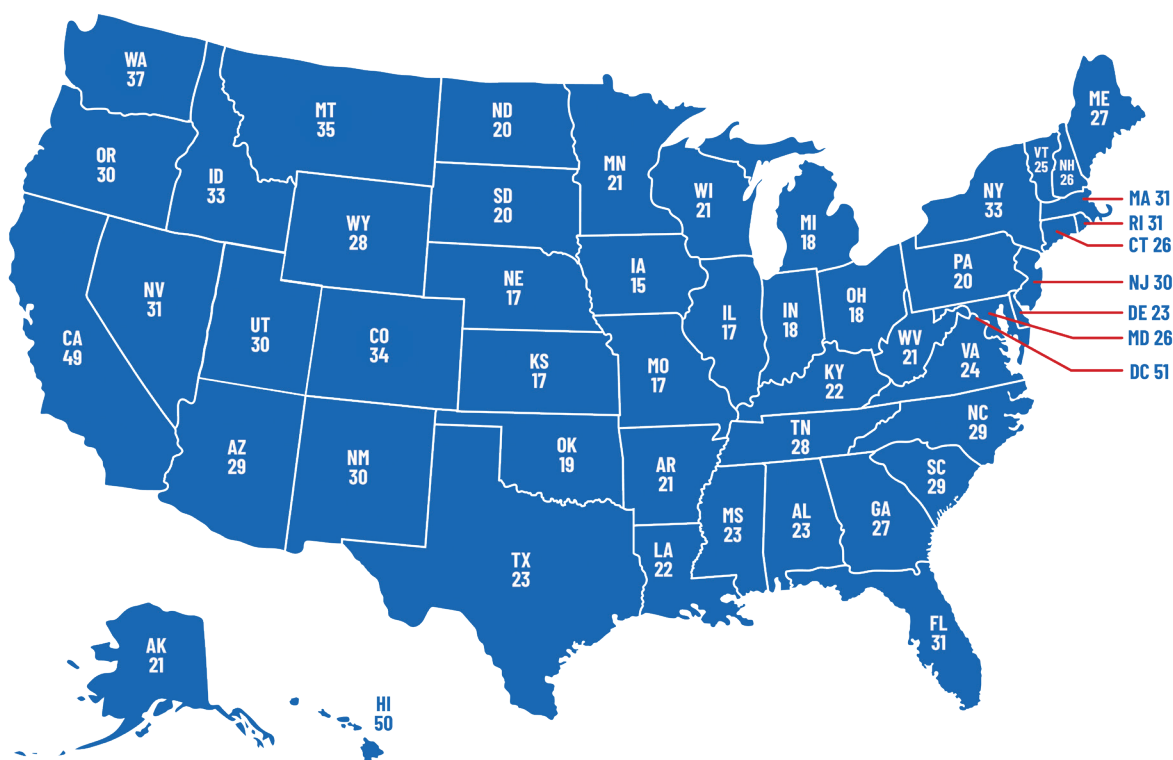 WA
37
MT
35
ND
20
MN
21
ME
27
OR
30
ID
33
SD
20
WI
21
MI
18
VT
25
NH
26
NY
33
MA 31
RI 31
CT 26
WY
28
NE
17
IA
15
PA
20
NJ 30
NV
31
UT
30
CO
34
IL
17
IN
18
OH
18
DE 23
MD 26
DC 51
CA
49
KS
17
MO
17
KY
22
WV
21
VA
24
AZ
29
NM
30
OK
19
AR
21
TN
28
NC
29
SC
29
MS
23
AL
23
GA
27
TX
23
LA
22
FL
31
AK
21
HI
50